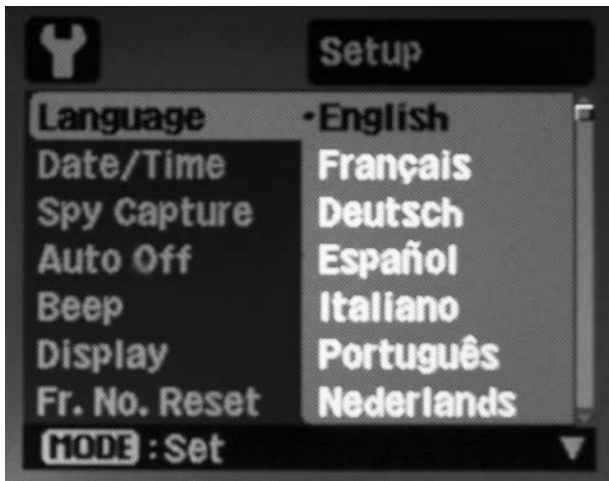 Setup
Language ·English
Date/Time Français
Spy Capture Deutsch
Auto Off Español
Beep Italiano
Display Português
Fr. No. Reset Nederlands
MODE :Set